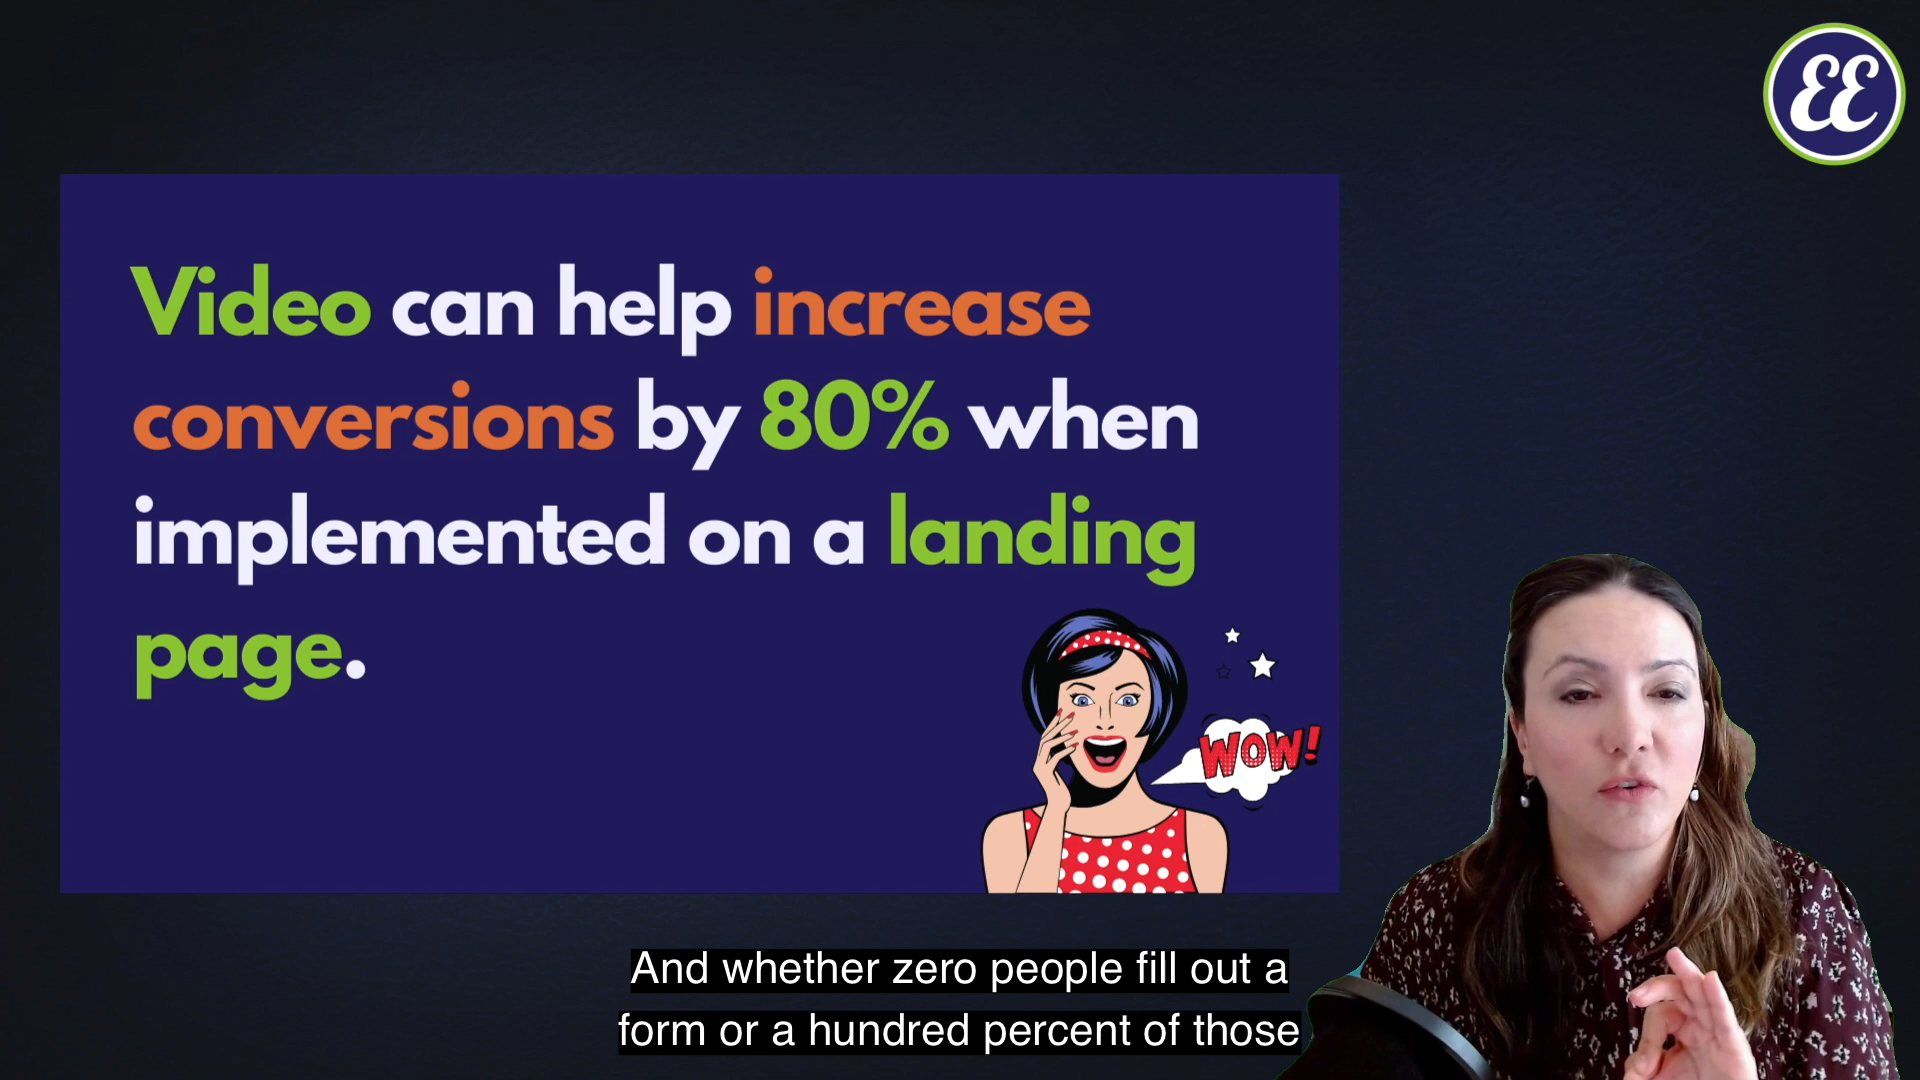 EE
Video can help increase
conversions by 80% when
implemented on a landing
page.
WOW!
And whether zero people fill out a
form or a hundred percent of those